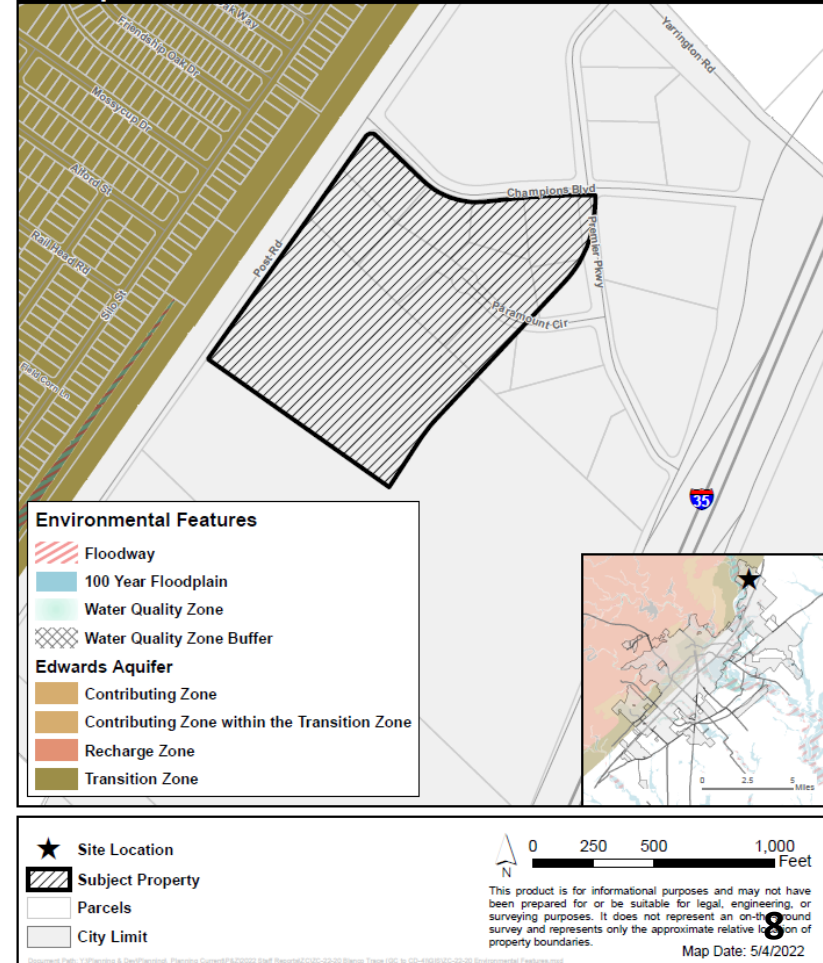 Friendship Oak Dr
Mossycup Dr
Alford St
Rail Head Rd
Silo St
Field Corn Ln
Post Rd
Yarrington Rd
Champions Blvd
Premier Pkwy
Paramount Cir
35
Environmental Features
Floodway
100 Year Floodplain
Water Quality Zone
Water Quality Zone Buffer
Edwards Aquifer
Contributing Zone
Contributing Zone within the Transition Zone
Recharge Zone
Transition Zone
0 2.5 5
Miles
Site Location
Subject Property
Parcels
City Limit
N
0 250 500 1,000
Feet
This product is for informational purposes and may not have
been prepared for or be suitable for legal, engineering, or
surveying purposes. It does not represent an on-the-ground
survey and represents only the approximate relative location of
property boundaries.
8
Map Date: 5/4/2022